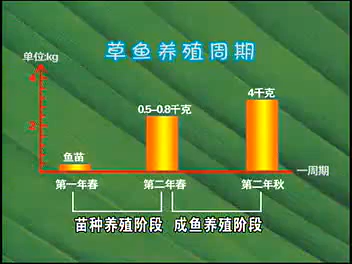 草鱼养殖周期
单位:kg
4
2
鱼苗
0.5-0.8千克
4千克
第一年春
第二年春
第二年秋
一周期
苗种养殖阶段 成鱼养殖阶段